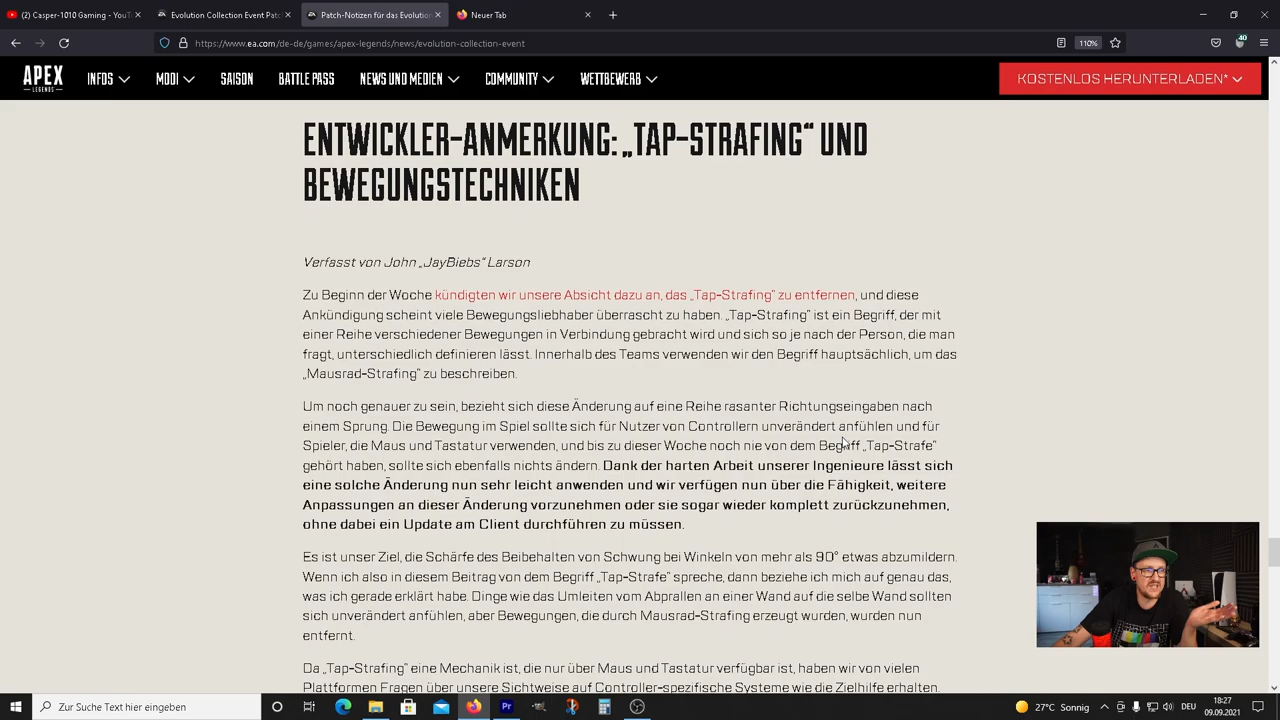 (2) Casper-1010 Gaming - YouT
Evolution Collection Event Patch
Patch-Notizen für das Evolution
Neuer Tab
https://www.ea.com/de-de/games/apex-legends/news/evolution-collection-event
110%
40
APEX
LEGENDS
INFOS
MODI
SAISON
BATTLE PASS
NEWS UND MEDIEN
COMMUNITY
WETTBEWERB
KOSTENLOS HERUNTERLADEN*
ENTWICKLER-ANMERKUNG: „TAP-STRAFING“ UND
BEWEGUNGSTECHNIKEN
Verfasst von John „JayBiebs“ Larson
Zu Beginn der Woche kündigten wir unsere Absicht dazu an, das „Tap-Strafing“ zu entfernen, und diese
Ankündigung scheint viele Bewegungsliebhaber überrascht zu haben. „Tap-Strafing“ ist ein Begriff, der mit
einer Reihe verschiedener Bewegungen in Verbindung gebracht wird und sich so je nach der Person, die man
fragt, unterschiedlich definieren lässt. Innerhalb des Teams verwenden wir den Begriff hauptsächlich, um das
„Mausrad-Strafing“ zu beschreiben.
Um noch genauer zu sein, bezieht sich diese Änderung auf eine Reihe rasanter Richtungseingaben nach
einem Sprung. Die Bewegung im Spiel sollte sich für Nutzer von Controllern unverändert anfühlen und für
Spieler, die Maus und Tastatur verwenden, und bis zu dieser Woche noch nie von dem Begriff „Tap-Strafe“
gehört haben, sollte sich ebenfalls nichts ändern. Dank der harten Arbeit unserer Ingenieure lässt sich
eine solche Änderung nun sehr leicht anwenden und wir verfügen nun über die Fähigkeit, weitere
Anpassungen an dieser Änderung vorzunehmen oder sie sogar wieder komplett zurückzunehmen,
ohne dabei ein Update am Client durchführen zu müssen.
Es ist unser Ziel, die Schärfe des Beibehalten von Schwung bei Winkeln von mehr als 90° etwas abzumildern.
Wenn ich also in diesem Beitrag von dem Begriff „Tap-Strafe“ spreche, dann beziehe ich mich auf genau das,
was ich gerade erklärt habe. Dinge wie das Umleiten vom Abprallen an einer Wand auf die selbe Wand sollten
sich unverändert anfühlen, aber Bewegungen, die durch Mausrad-Strafing erzeugt wurden, wurden nun
entfernt.
Da „Tap-Strafing“ eine Mechanik ist, die nur über Maus und Tastatur verfügbar ist, haben wir von vielen
Plattformen Fragen über unsere Sichtweise auf Controller-spezifische Systeme wie die Zielhilfe erhalten.
Zur Suche Text hier eingeben
Pr
27°C Sonnig
DEU
18:27
09.09.2021